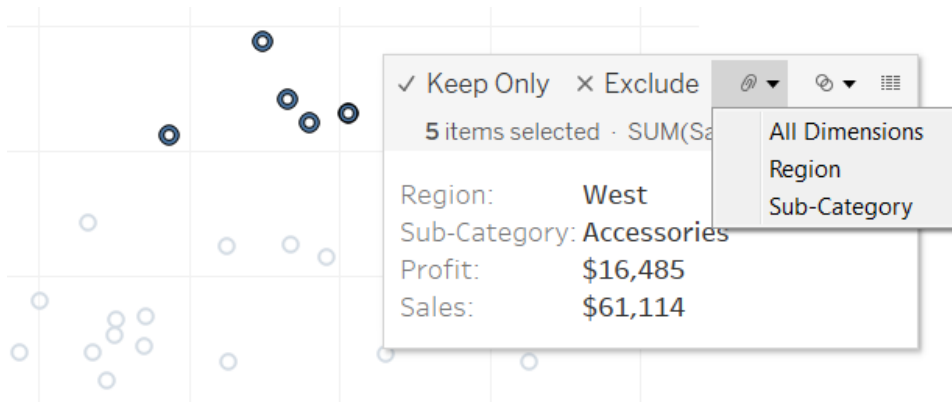 ✓ Keep Only × Exclude
5 items selected · SUM(Sa
All Dimensions
Region
Sub-Category
Region: West
Sub-Category: Accessories
Profit: $16,485
Sales: $61,114